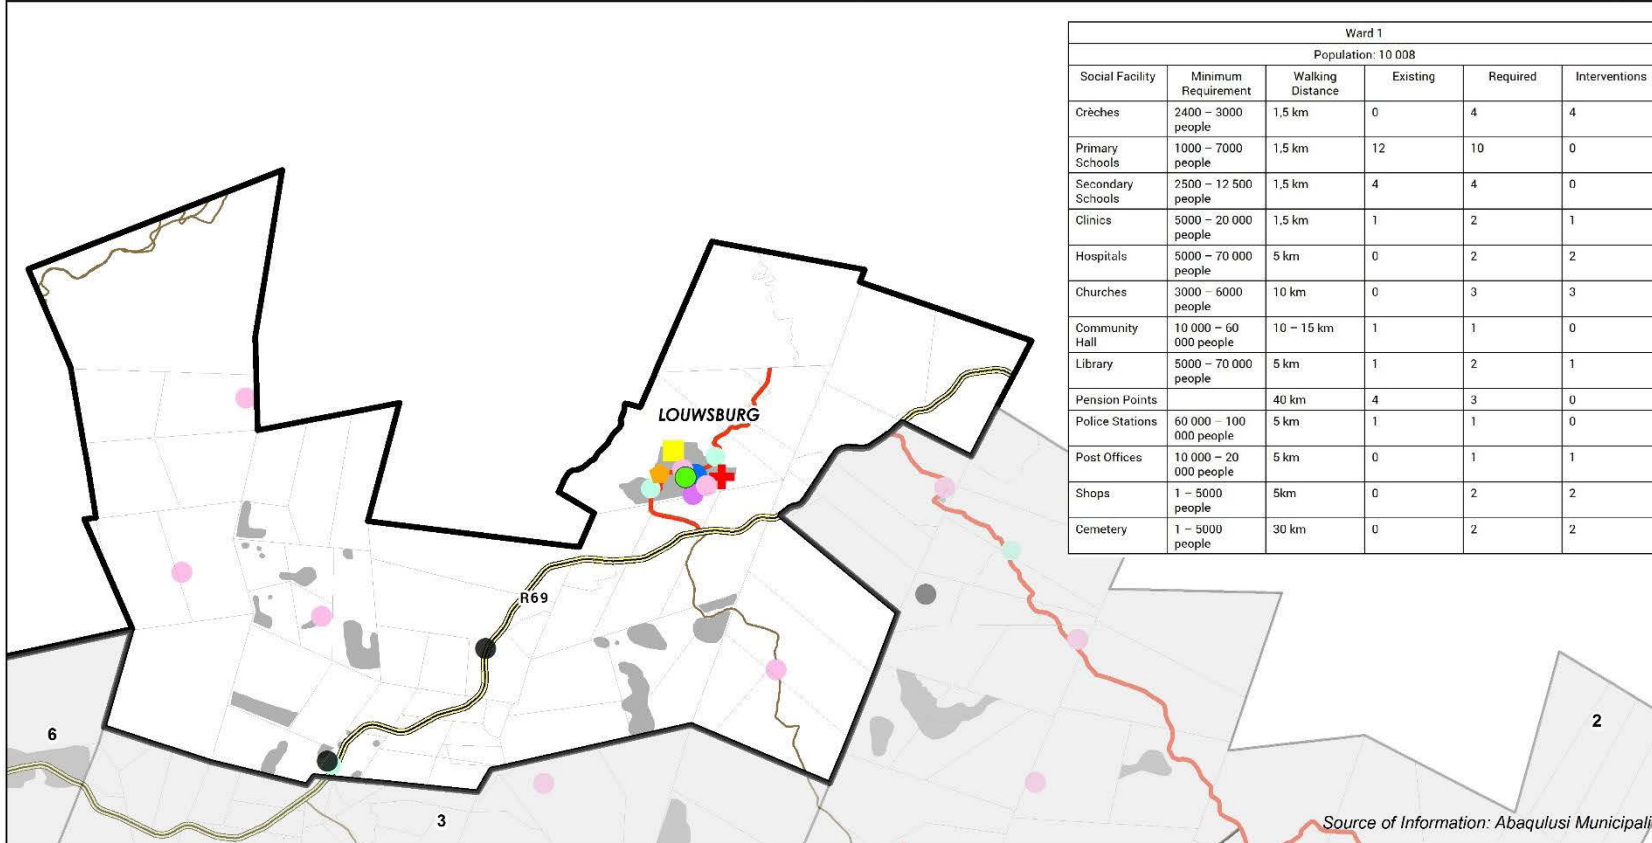 Ward 1
Population: 10 008
Social Facility Minimum Requirement Walking Distance Existing Required Interventions
Crèches 2400 – 3000 people 1,5 km 0 4 4
Primary Schools 1000 – 7000 people 1,5 km 12 10 0
Secondary Schools 2500 – 12 500 people 1,5 km 4 4 0
Clinics 5000 – 20 000 people 1,5 km 1 2 1
Hospitals 5000 – 70 000 people 5 km 0 2 2
Churches 3000 – 6000 people 10 km 0 3 3
Community Hall 10 000 – 60 000 people 10 – 15 km 1 1 0
Library 5000 – 70 000 people 5 km 1 2 1
Pension Points 40 km 4 3 0
Police Stations 60 000 – 100 000 people 5 km 1 1 0
Post Offices 10 000 – 20 000 people 5 km 0 1 1
Shops 1 – 5000 people 5km 0 2 2
Cemetery 1 – 5000 people 30 km 0 2 2
LOUWSBURG
R69
6
2
3
Source of Information: Abaqulusi Municipali